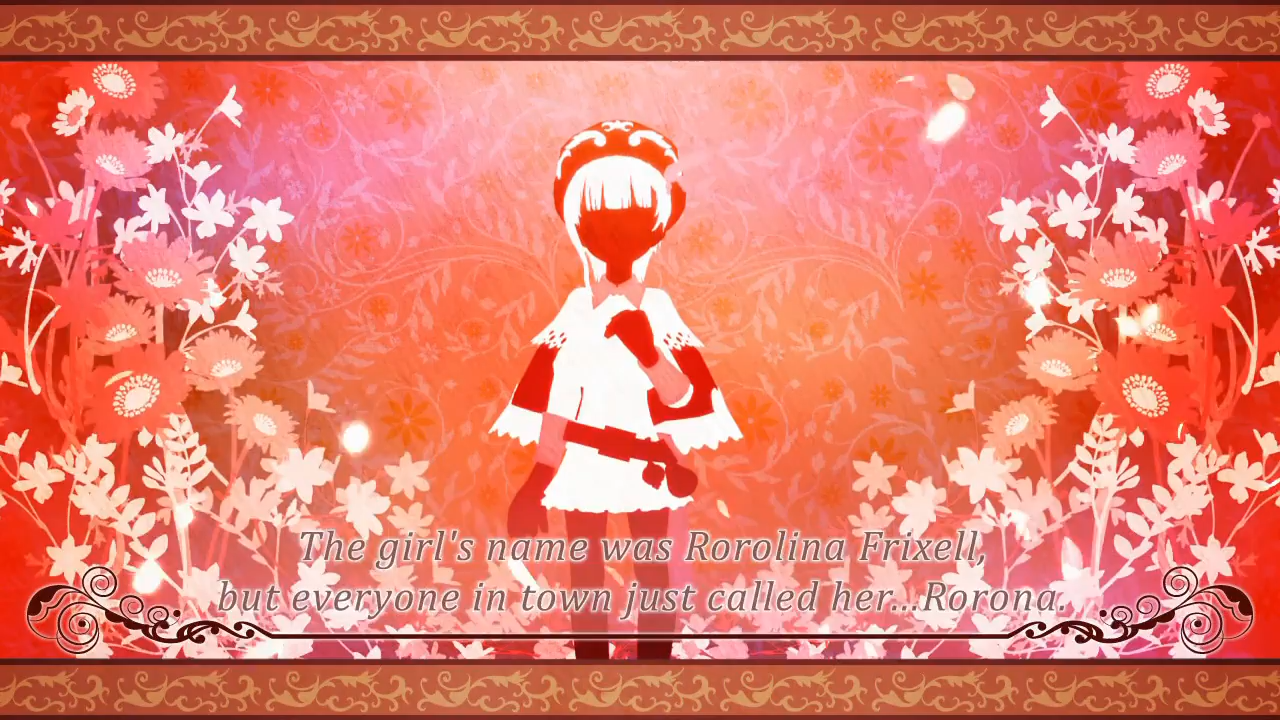 The girl's name was Rorolina Frixell,
but everyone in town just called her...Rorona.